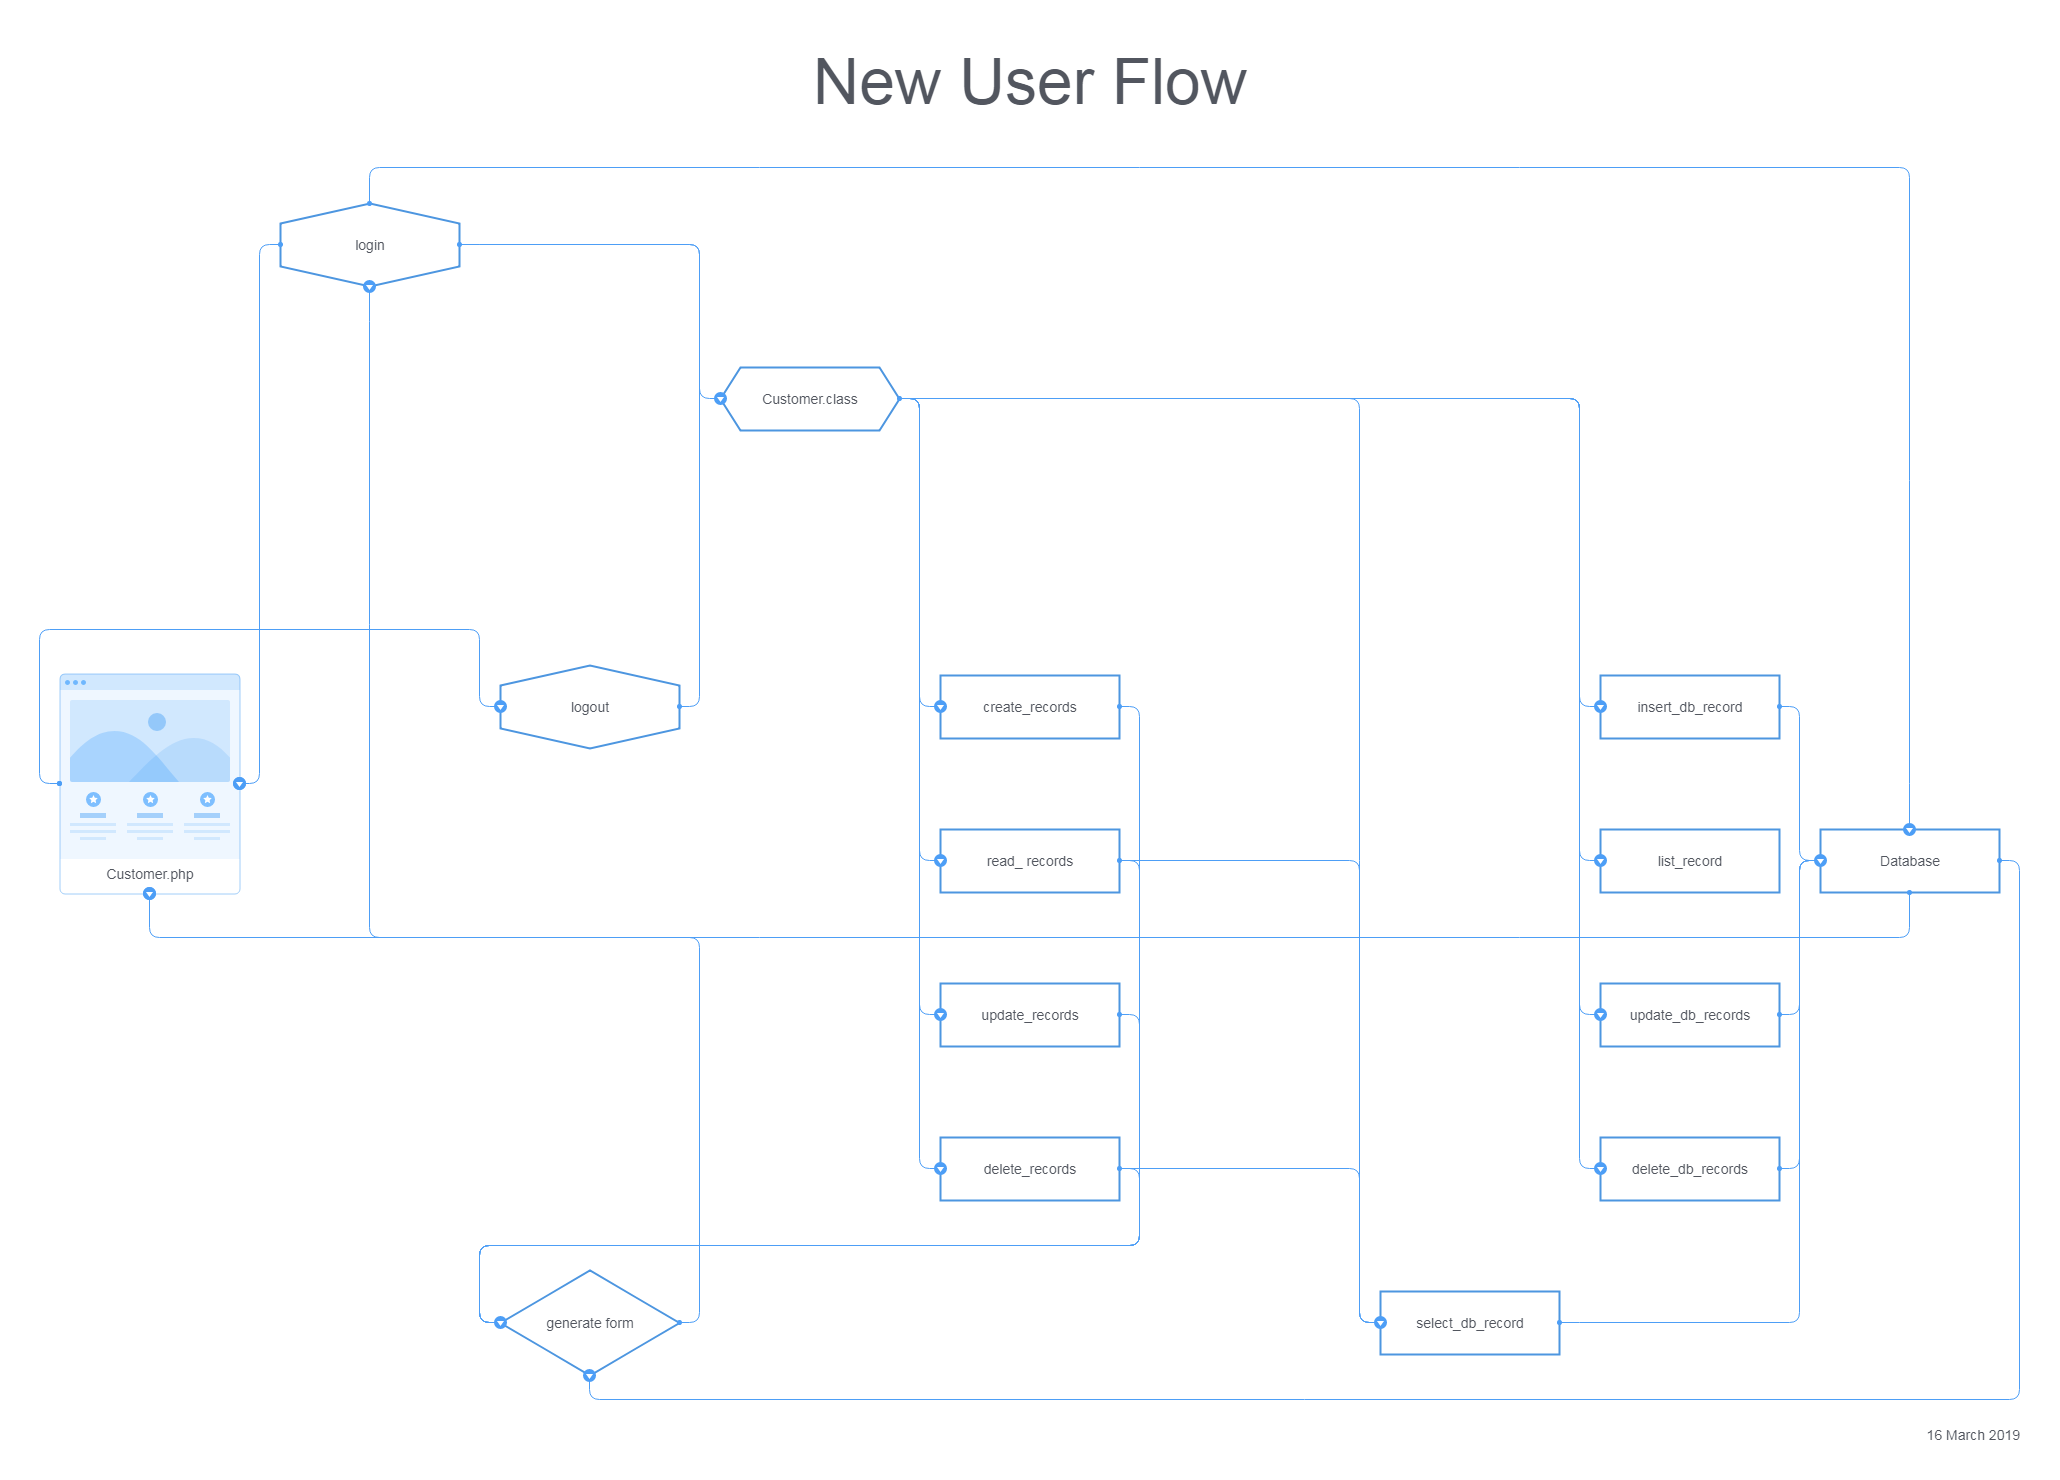 New User Flow
login
Customer.class
logout
create_records
insert_db_record
read_ records
list_record
Database
Customer.php
update_records
update_db_records
delete_records
delete_db_records
generate form
select_db_record
16 March 2019